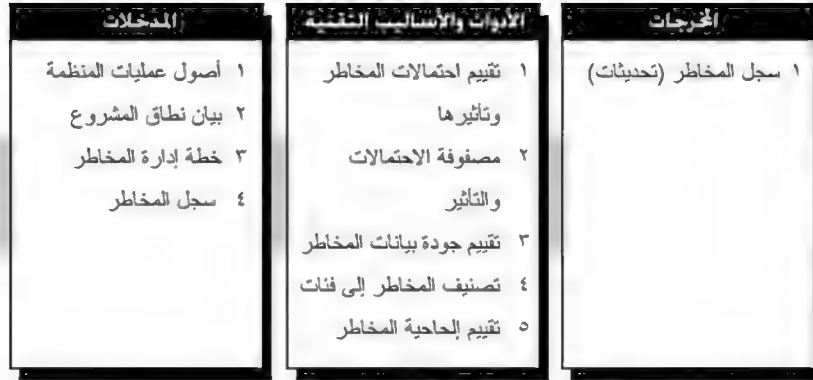 المدخلات
١ أصول عمليات المنظمة
٢ بيان نطاق المشروع
٣ خطة إدارة المخاطر
٤ سجل المخاطر
الأدوات والأساليب التقنية
١ تقييم احتمالات المخاطر
وتأثيرها
٢ مصفوفة الاحتمالات
والتأثير
٣ تقييم جودة بيانات المخاطر
٤ تصنيف المخاطر إلى فئات
٥ تقييم إلحاحية المخاطر
المخرجات
١ سجل المخاطر (تحديثات)